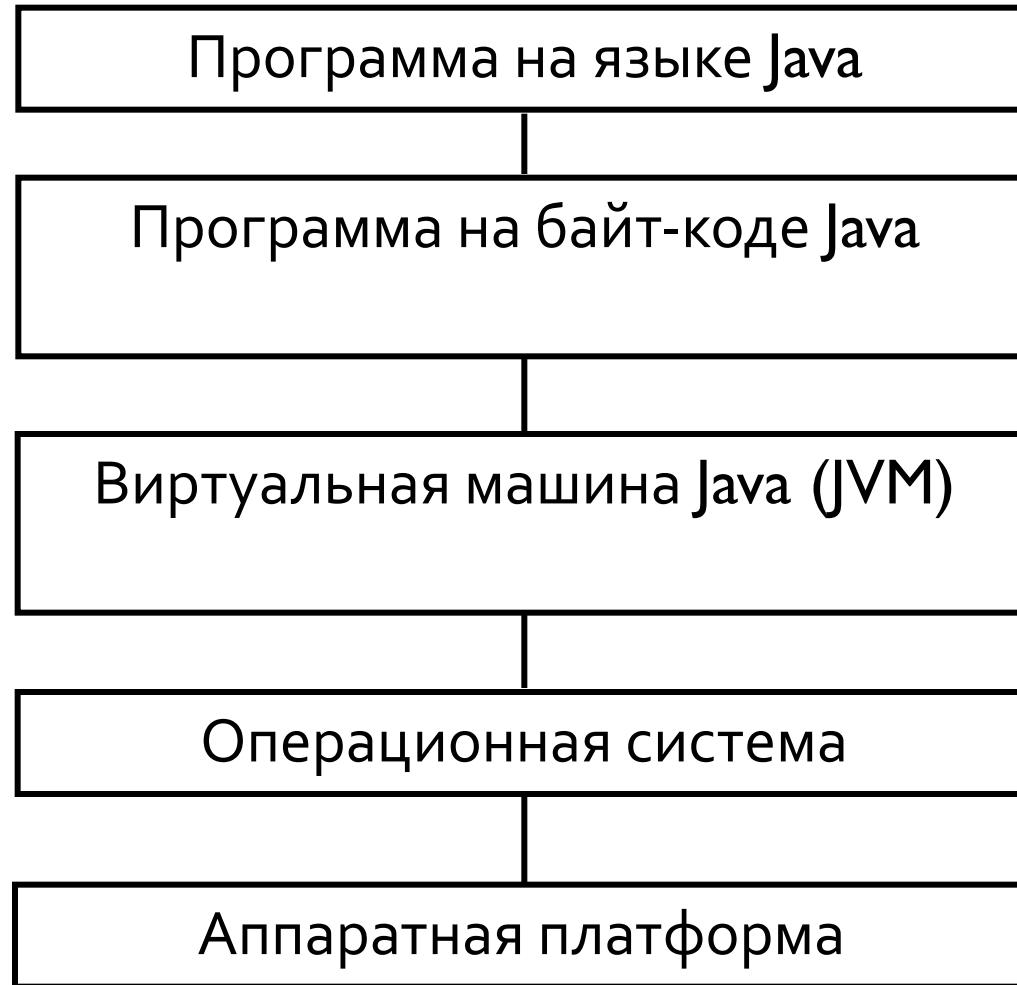 Программа на языке Java
Программа на байт-коде Java
Виртуальная машина Java (JVM)
Операционная система
Аппаратная платформа